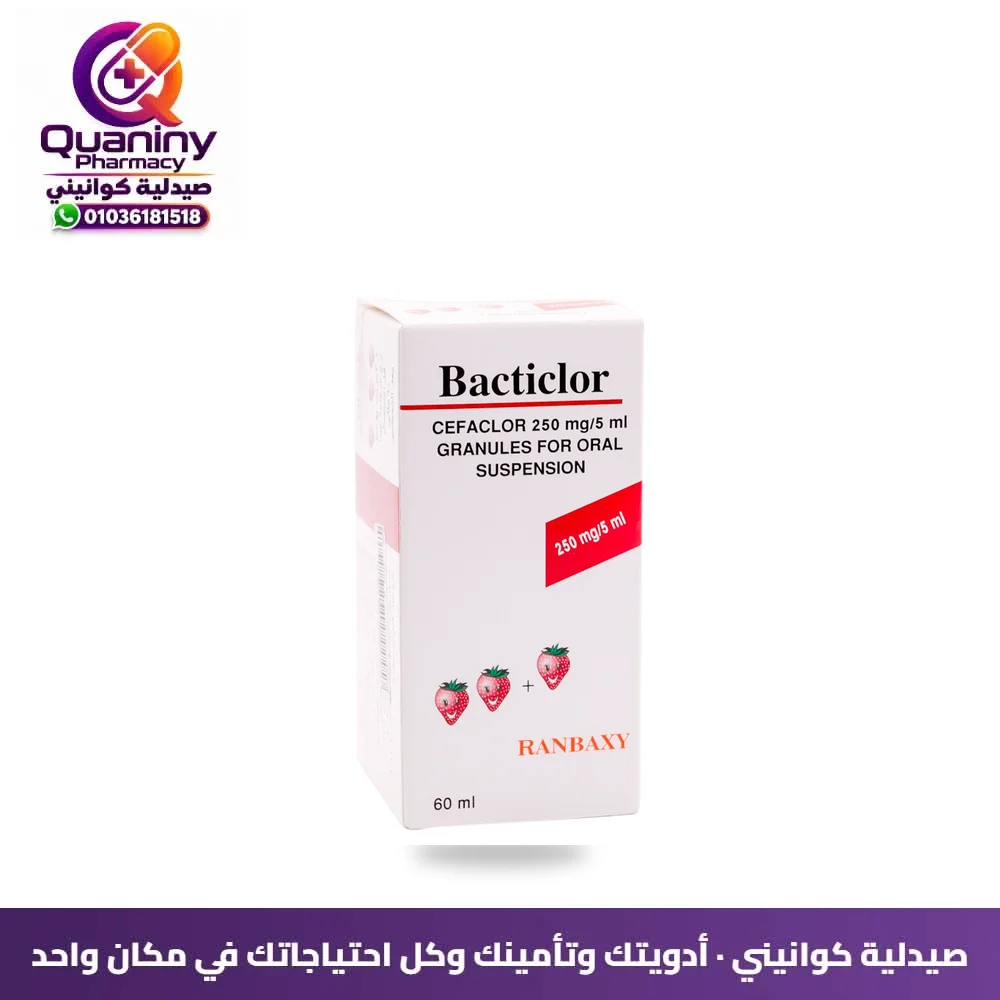 Quaniny
Pharmacy
صيدلية كوانيني
01036181518
Bacticlor
CEFACLOR 250 mg/5 ml
GRANULES FOR ORAL
SUSPENSION
250 mg/5 ml
+
RANBAXY
60 ml
صيدلية كوانيني · أدويتك وتأمينك وكل احتياجاتك في مكان واحد